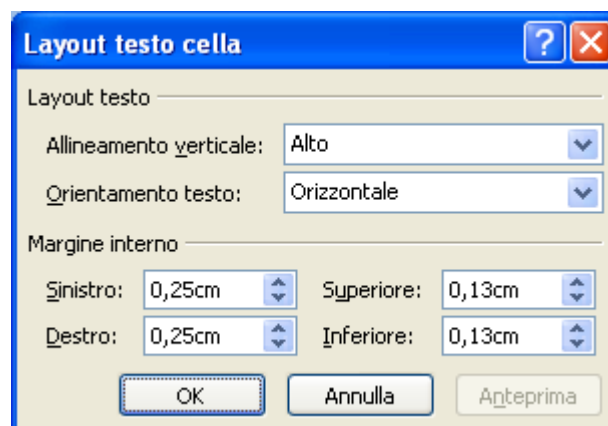 Layout testo cella
Layout testo
Allineamento verticale: Alto
Orientamento testo: Orizzontale
Margine interno
Sinistro: 0,25cm Superiore: 0,13cm
Destro: 0,25cm Inferiore: 0,13cm
OK Annulla Anteprima